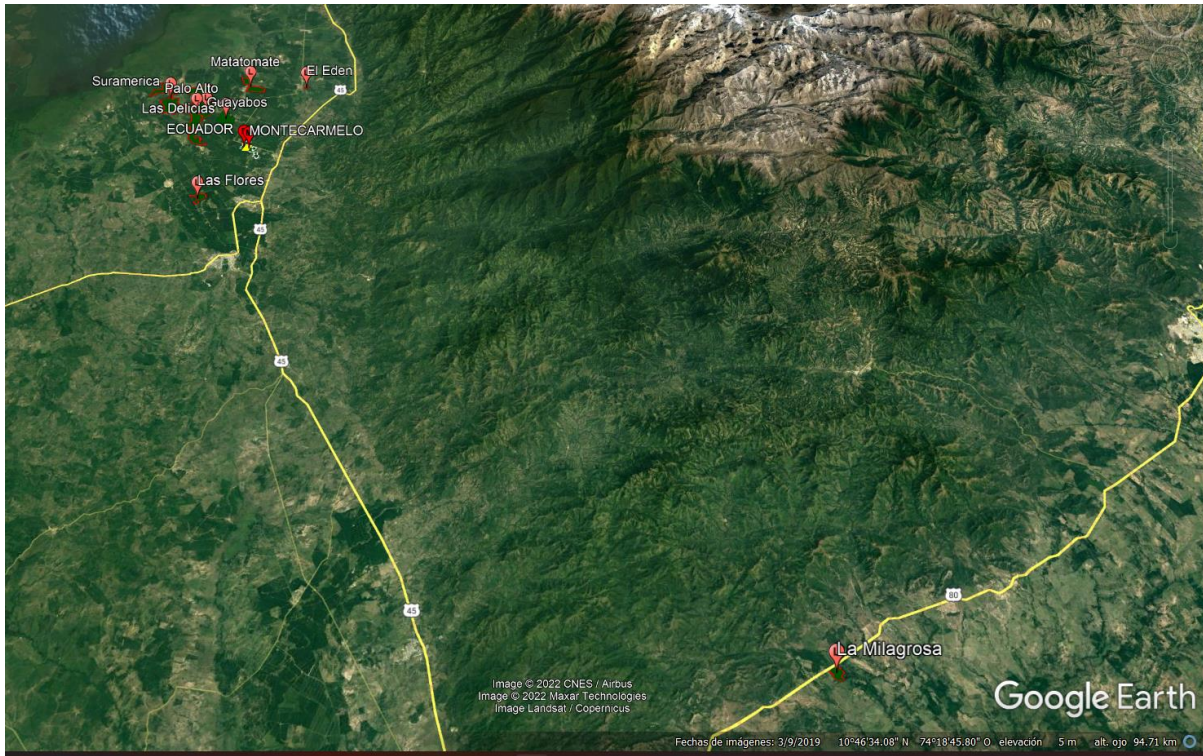 Matatomate
El Eden
Suramerica
Palo Alto
Guayabos
Las Delicias
ECUADOR
MONTECARMELO
45
Las Flores
45
45
45
80
La Milagrosa
Image © 2022 CNES / Airbus
Image © 2022 Maxar Technologies
Image Landsat / Copernicus
Google Earth
Fechas de imágenes: 3/9/2019 10°46'34.08" N 74°18'45.80" O elevación 5 m alt. ojo 94.71 km